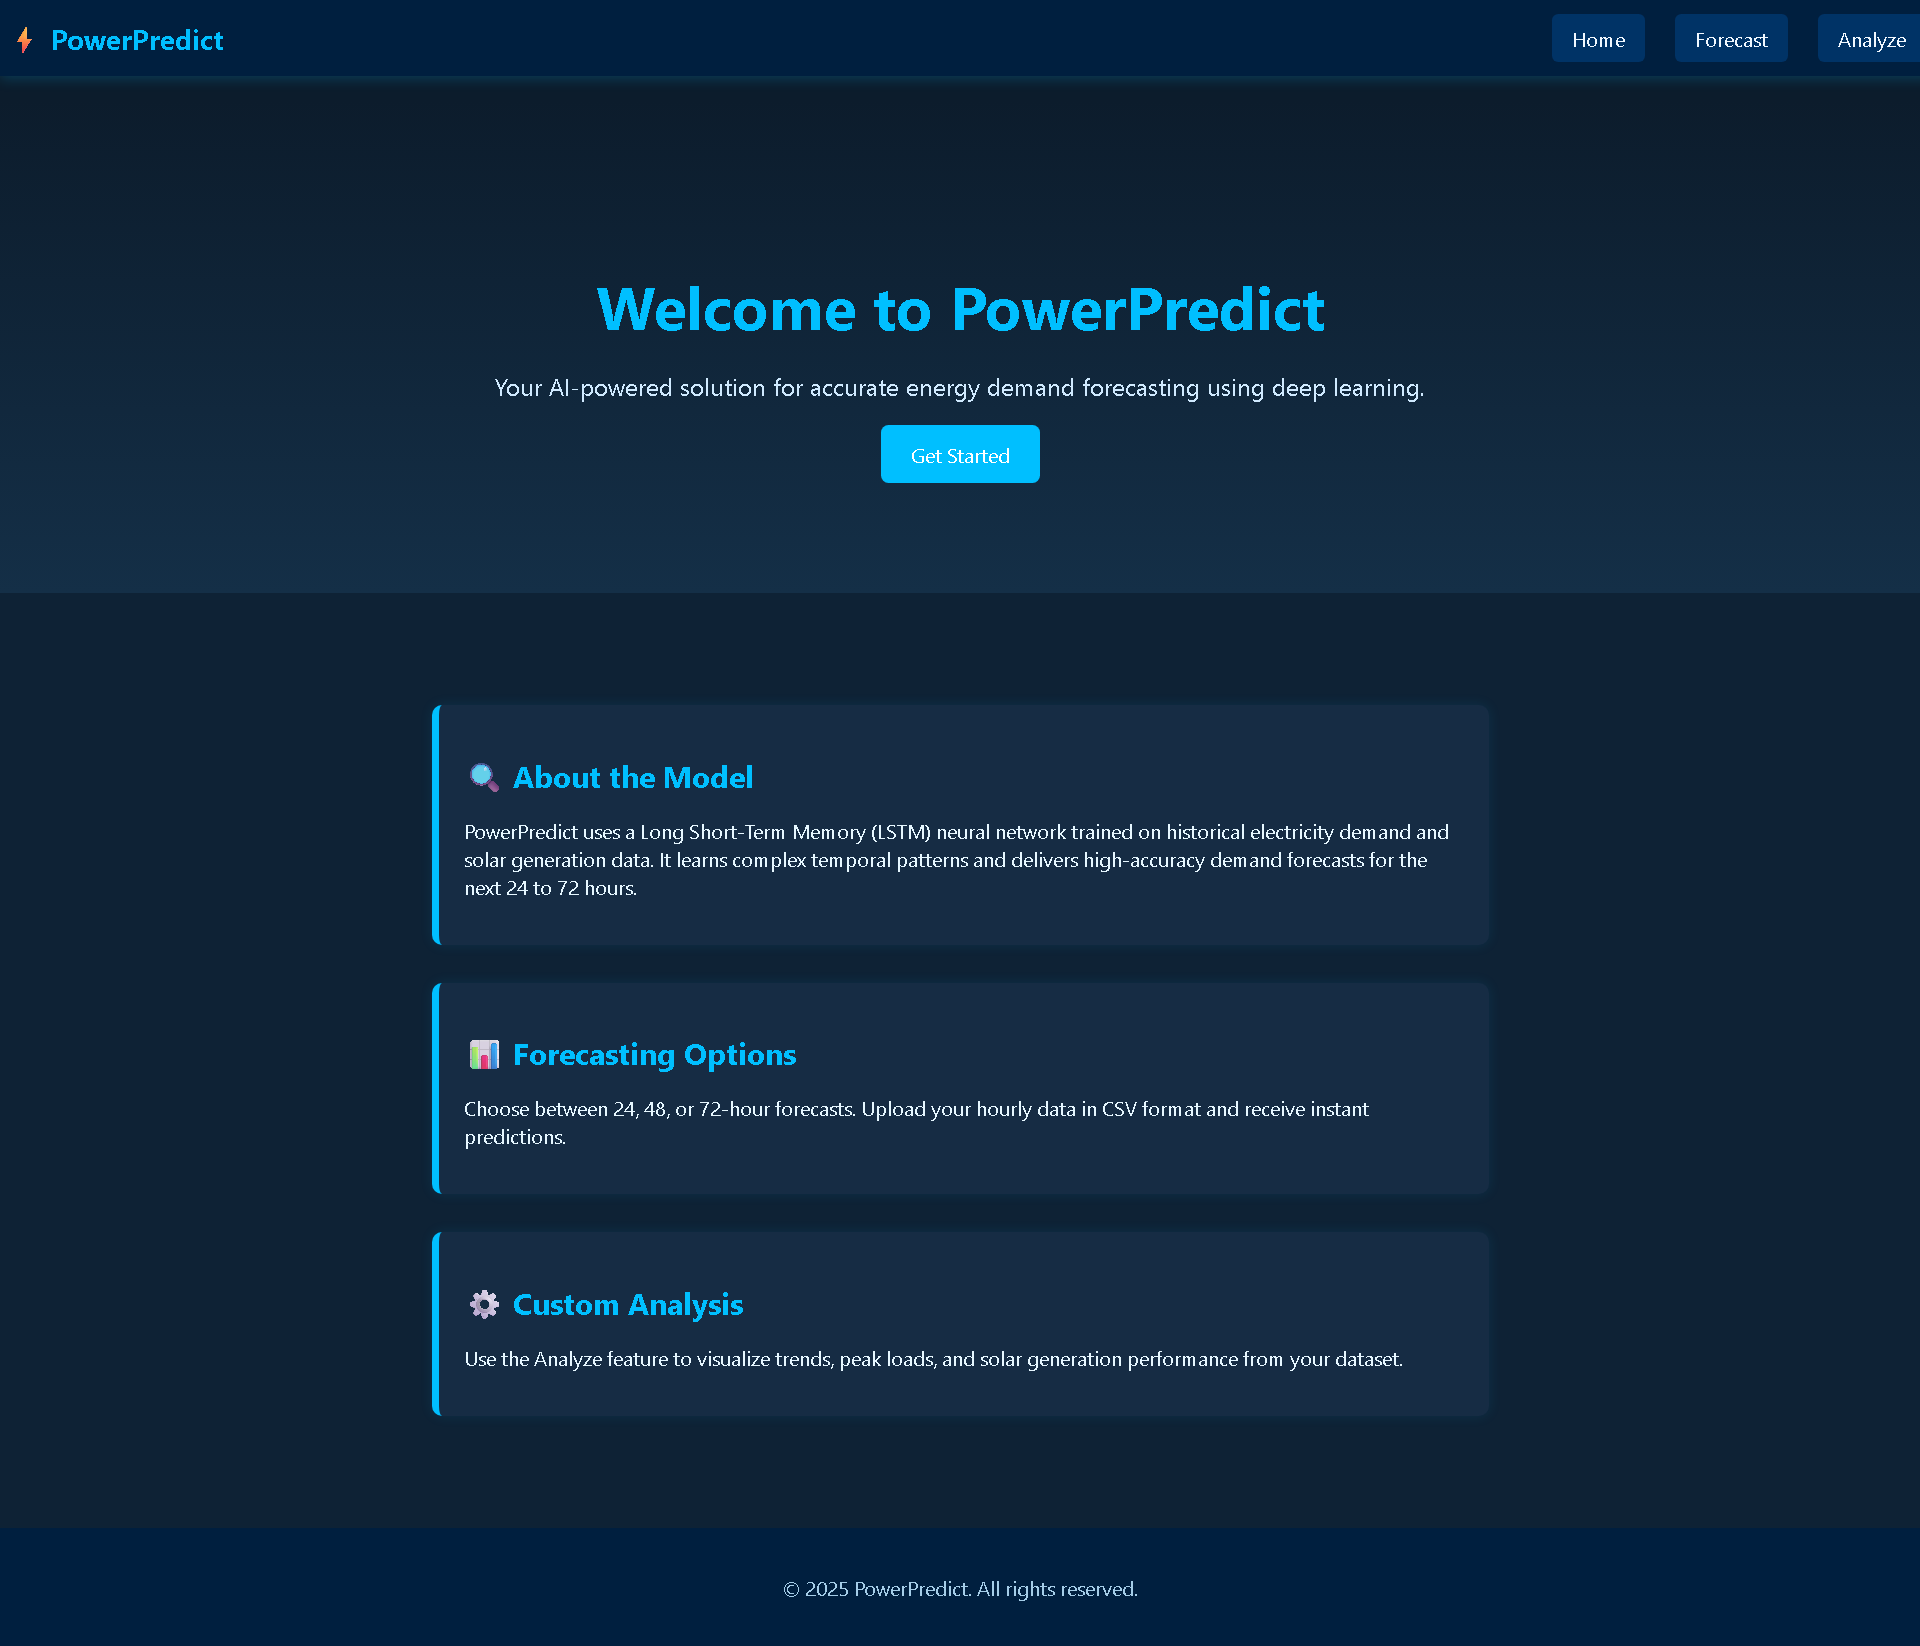 PowerPredict
Home
Forecast
Analyze
Welcome to PowerPredict
Your AI-powered solution for accurate energy demand forecasting using deep learning.
Get Started
About the Model
PowerPredict uses a Long Short-Term Memory (LSTM) neural network trained on historical electricity demand and
solar generation data. It learns complex temporal patterns and delivers high-accuracy demand forecasts for the
next 24 to 72 hours.
Forecasting Options
Choose between 24, 48, or 72-hour forecasts. Upload your hourly data in CSV format and receive instant
predictions.
Custom Analysis
Use the Analyze feature to visualize trends, peak loads, and solar generation performance from your dataset.
© 2025 PowerPredict. All rights reserved.